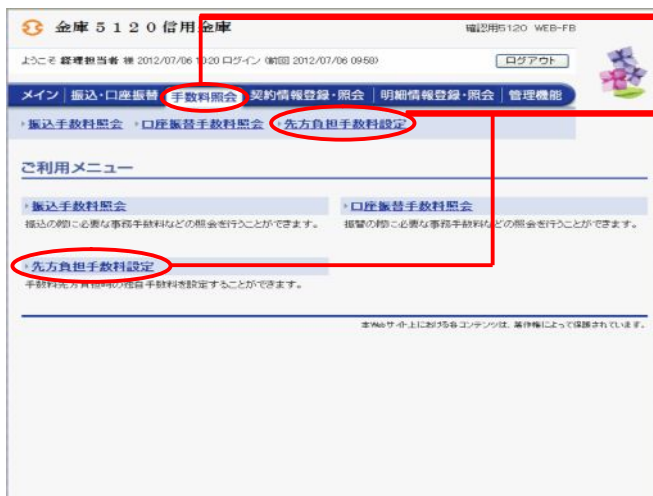 金庫5120信用金庫
確認用5120 WEB-FB
ようこそ 経理担当者 様 2012/07/06 10:20 ログイン (前回 2012/07/06 09:59)
ログアウト
メイン 振込・口座振替 手数料照会 契約情報登録・照会 明細情報登録・照会 管理機能
振込手数料照会 口座振替手数料照会 先方負担手数料設定
ご利用メニュー
振込手数料照会 口座振替手数料照会
振込の際に必要な事務手数料などの照会を行うことができます。 振替の際に必要な事務手数料などの照会を行うことができます。
先方負担手数料設定
手数料先方負担時の独自手数料を設定することができます。
本Webサイト上における各コンテンツは、著作権によって保護されています。